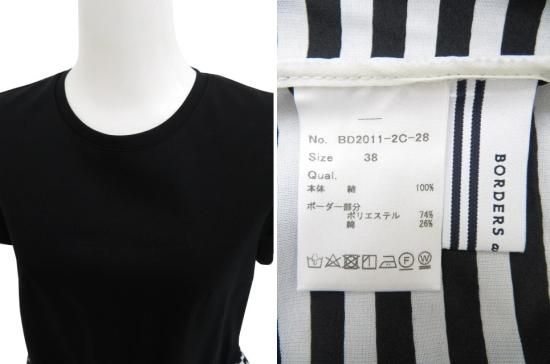 No. BD2011-2C-28
Size 38
Qual.
本体 綿 100%
ボーダー部分
ポリエステル 74%
綿 26%
BORDERS &